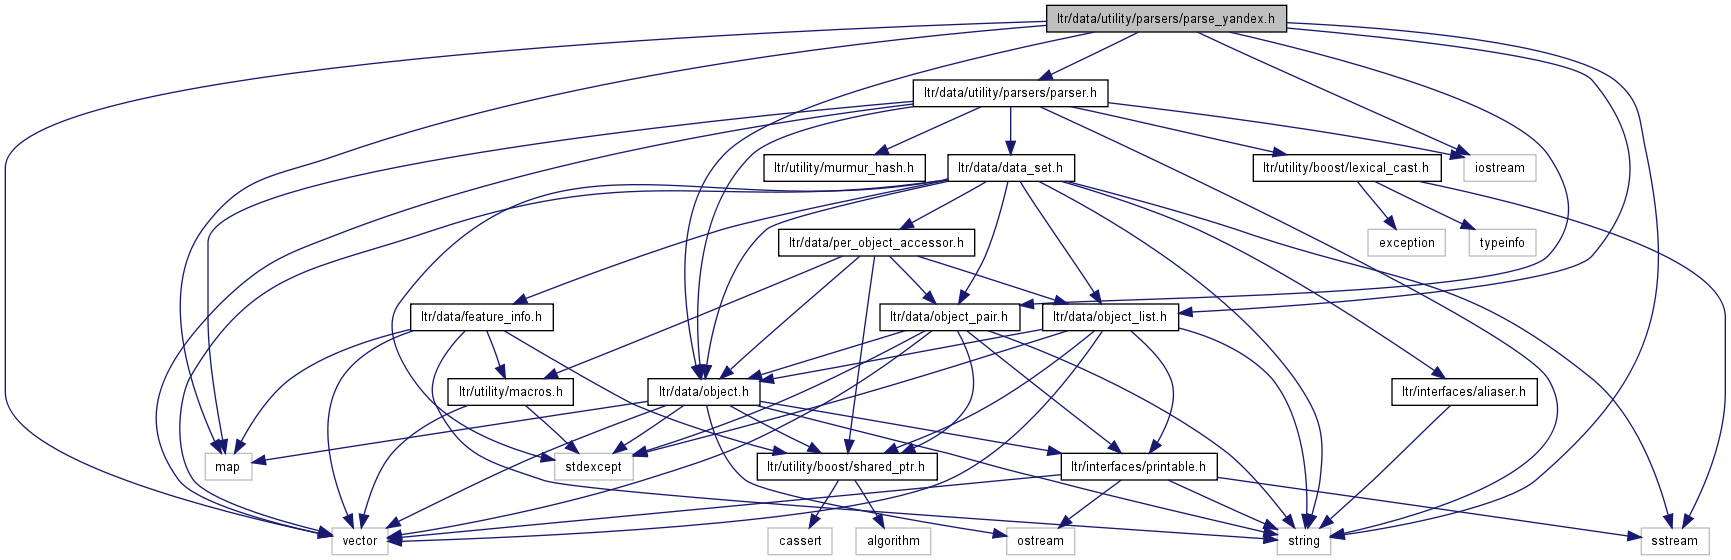 ltr/data/utility/parsers/parse_yandex.h
ltr/data/utility/parsers/parser.h
ltr/utility/murmur_hash.h
ltr/data/data_set.h
ltr/utility/boost/lexical_cast.h
iostream
ltr/data/per_object_accessor.h
exception
typeinfo
ltr/data/feature_info.h
ltr/data/object_pair.h
ltr/data/object_list.h
ltr/utility/macros.h
ltr/data/object.h
ltr/interfaces/aliaser.h
map
stdexcept
ltr/utility/boost/shared_ptr.h
ltr/interfaces/printable.h
vector
cassert
algorithm
ostream
string
sstream